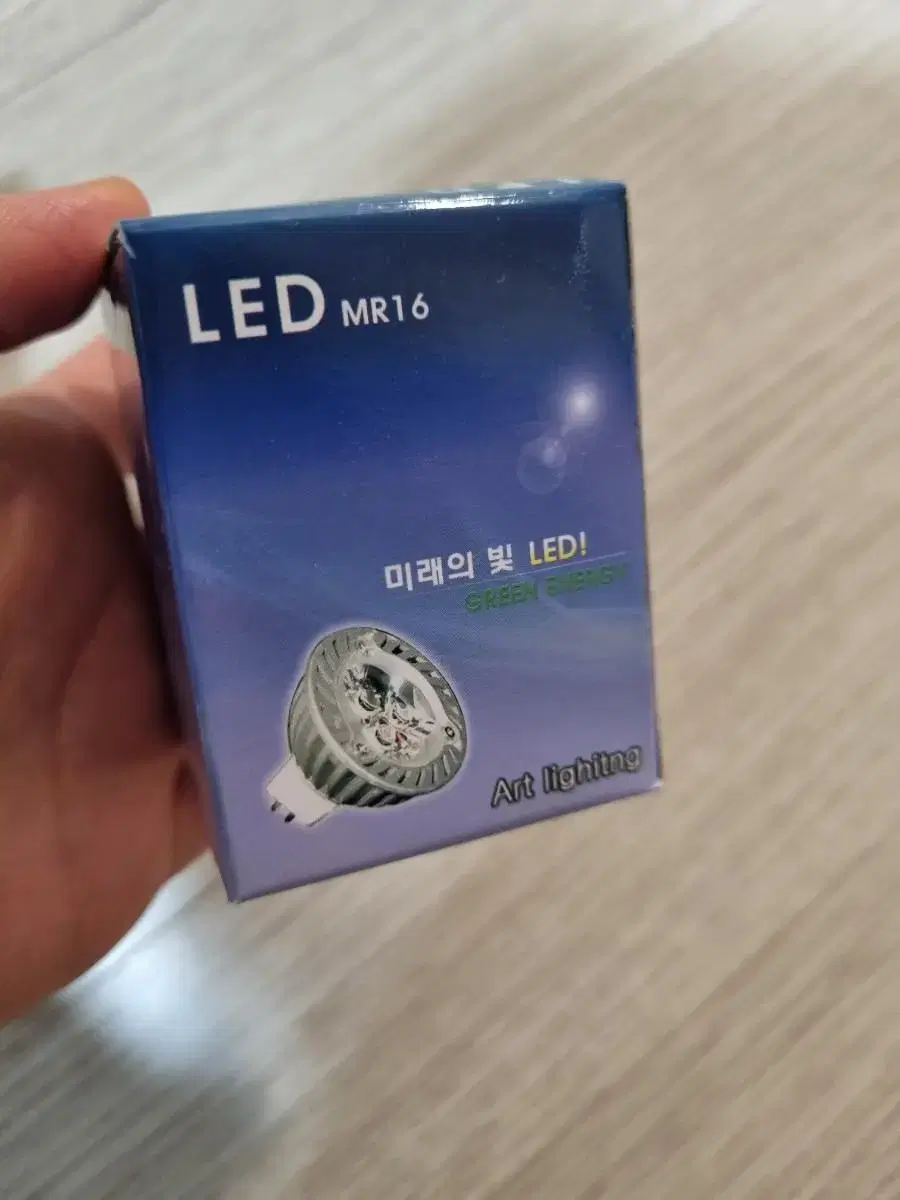 LED MR16
미래의 빛 LED!
GREEN ENERGY
Art lighitng